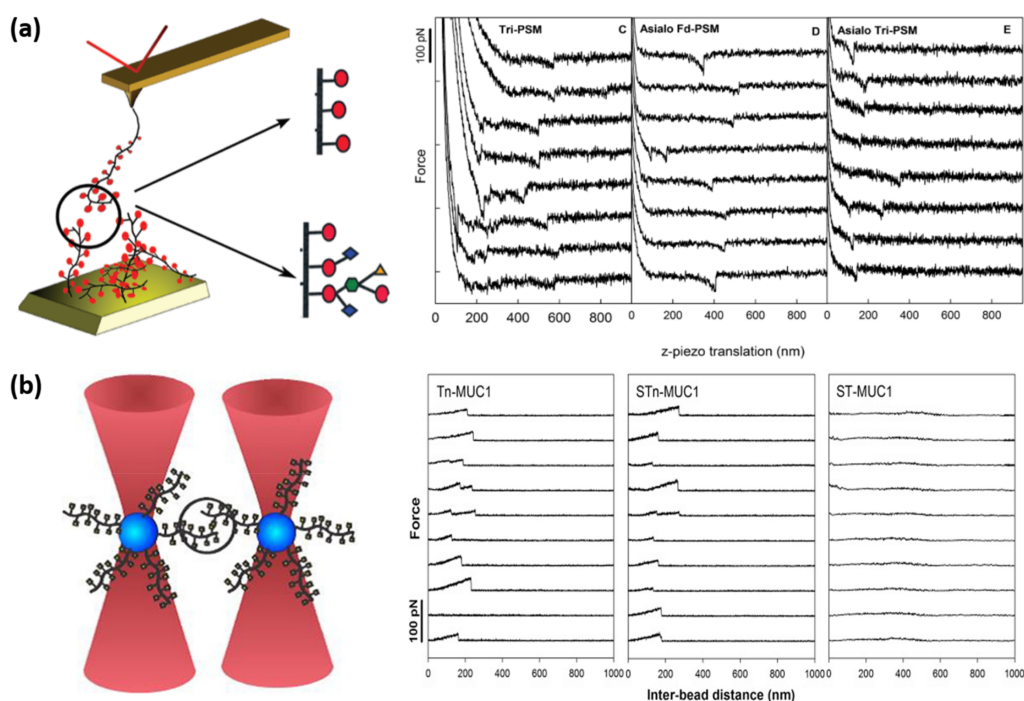 (a)
Tri-PSM C
Asialo Fd-PSM D
Asialo Tri-PSM E
100 pN
Force
0 200 400 600 800
0 200 400 600 800
0 200 400 600 800
z-piezo translation (nm)
(b)
Tn-MUC1
STn-MUC1
ST-MUC1
Force
100 pN
0 200 400 600 800 1000
0 200 400 600 800 1000
0 200 400 600 800 1000
Inter-bead distance (nm)